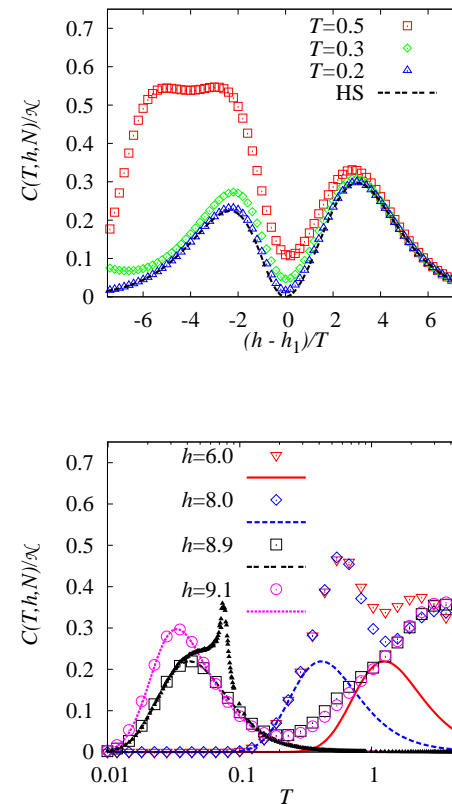 0.7
0.6
0.5
0.4
0.3
0.2
0.1
0
C(T,h,N)/𝒩
T=0.5
T=0.3
T=0.2
HS
-6 -4 -2 0 2 4 6
(h - h₁)/T
0.7
0.6
0.5
0.4
0.3
0.2
0.1
0
C(T,h,N)/𝒩
h=6.0
h=8.0
h=8.9
h=9.1
0.01 0.1 1
T